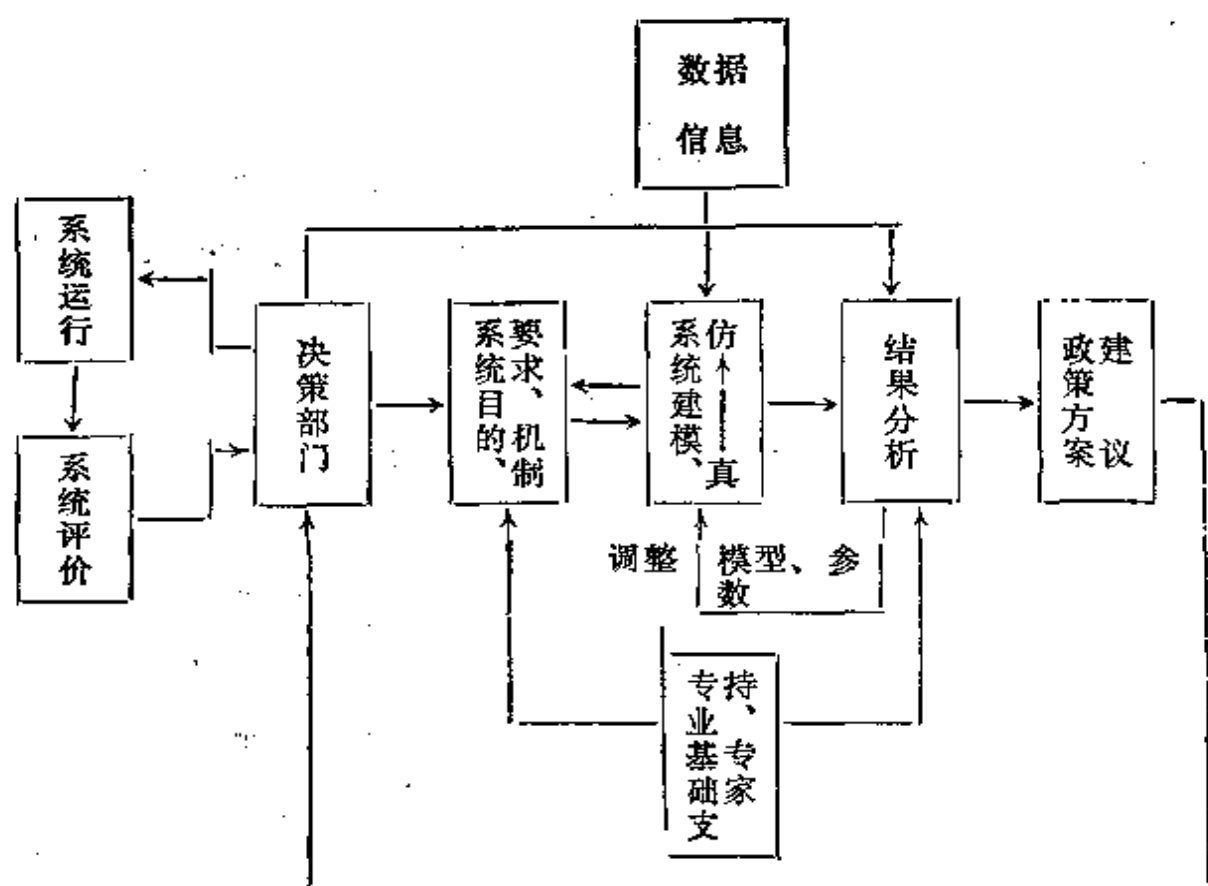 数据
信息
系统运行
系统评价
决策部门
系统目的、
要求、机制
系统建模、
仿真
结果分析
政策方案
建议
调整 模型、参
数
专业基础支
持、专家